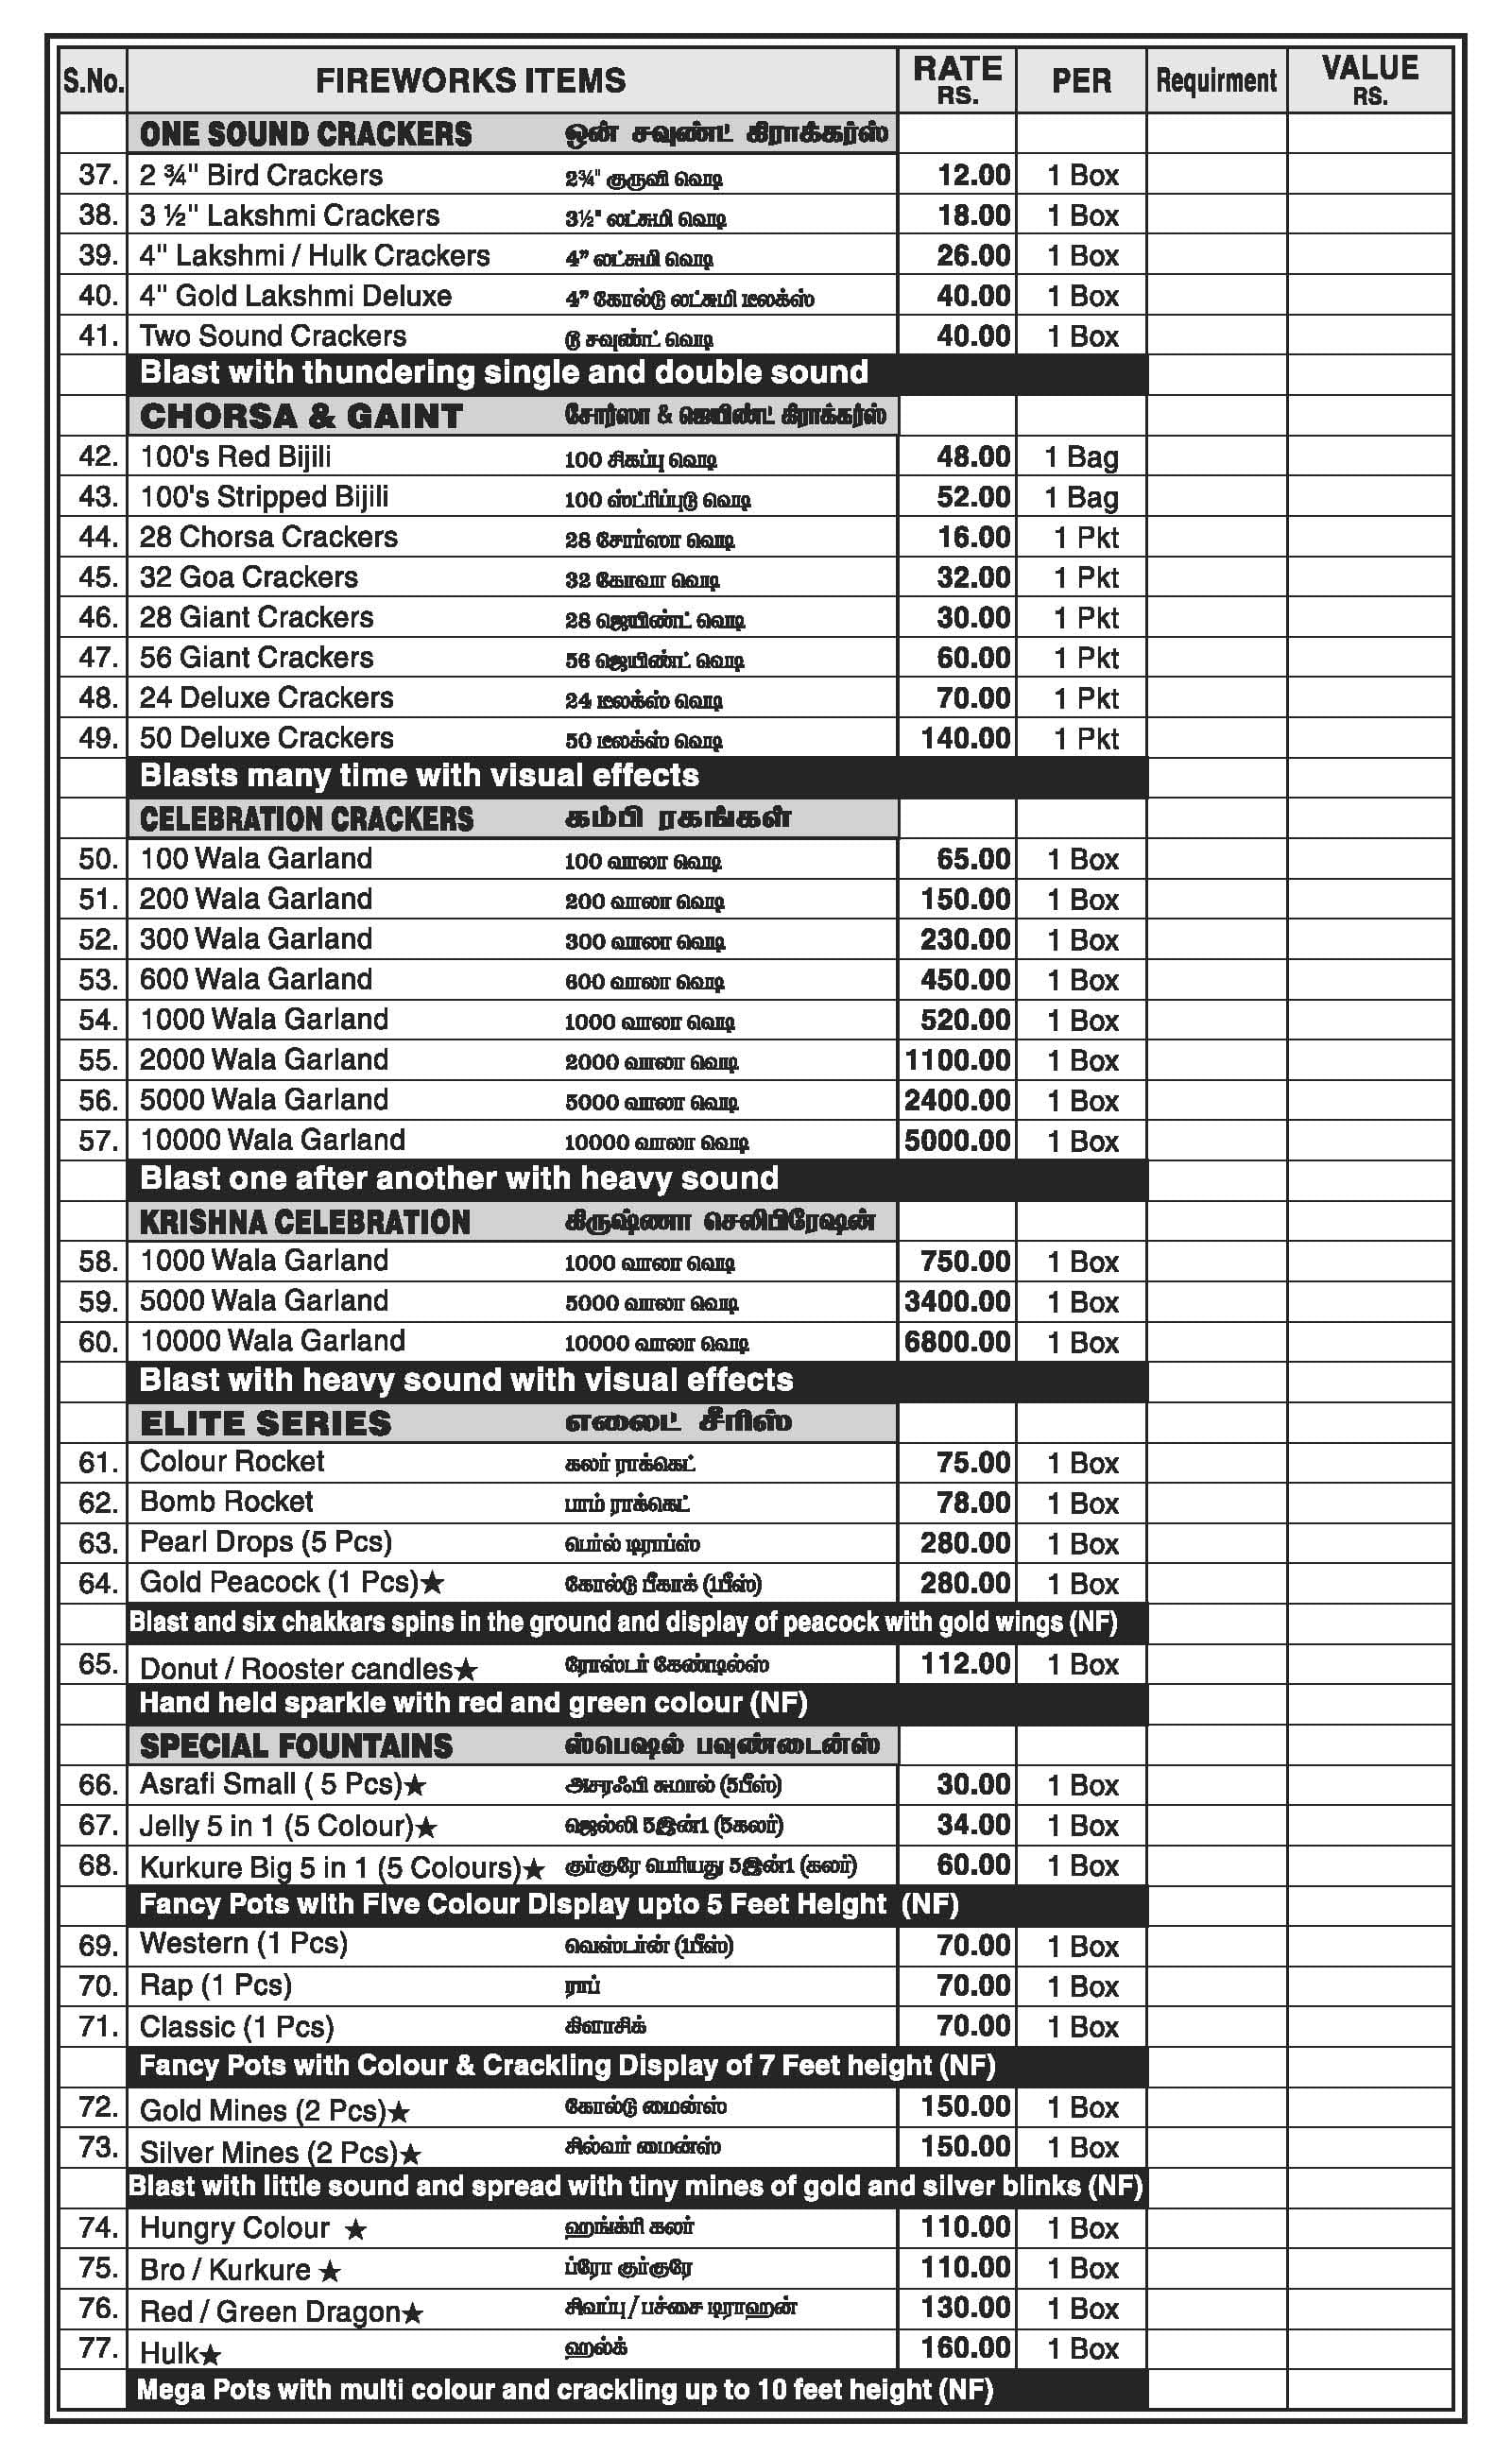 S.No. FIREWORKS ITEMS RATE RS. PER Requirment VALUE RS.
ONE SOUND CRACKERS ஒன் சவுண்ட் கிராக்கர்ஸ்
37. 2 ¾" Bird Crackers 2¾" குருவி வெடி 12.00 1 Box
38. 3 ½" Lakshmi Crackers 3½" லட்சுமி வெடி 18.00 1 Box
39. 4" Lakshmi / Hulk Crackers 4” லட்சுமி வெடி 26.00 1 Box
40. 4" Gold Lakshmi Deluxe 4” கோல்டு லட்சுமி டீலக்ஸ் 40.00 1 Box
41. Two Sound Crackers டூ சவுண்ட் வெடி 40.00 1 Box
Blast with thundering single and double sound
CHORSA & GAINT சோர்ஸா & ஜெயிண்ட் கிராக்கர்ஸ்
42. 100's Red Bijili 100 சிகப்பு வெடி 48.00 1 Bag
43. 100's Stripped Bijili 100 ஸ்ட்ரிப்புடு வெடி 52.00 1 Bag
44. 28 Chorsa Crackers 28 சோர்ஸா வெடி 16.00 1 Pkt
45. 32 Goa Crackers 32 கோவா வெடி 32.00 1 Pkt
46. 28 Giant Crackers 28 ஜெயிண்ட் வெடி 30.00 1 Pkt
47. 56 Giant Crackers 56 ஜெயிண்ட் வெடி 60.00 1 Pkt
48. 24 Deluxe Crackers 24 டீலக்ஸ் வெடி 70.00 1 Pkt
49. 50 Deluxe Crackers 50 டீலக்ஸ் வெடி 140.00 1 Pkt
Blasts many time with visual effects
CELEBRATION CRACKERS கம்பி ரகங்கள்
50. 100 Wala Garland 100 வாலா வெடி 65.00 1 Box
51. 200 Wala Garland 200 வாலா வெடி 150.00 1 Box
52. 300 Wala Garland 300 வாலா வெடி 230.00 1 Box
53. 600 Wala Garland 600 வாலா வெடி 450.00 1 Box
54. 1000 Wala Garland 1000 வாலா வெடி 520.00 1 Box
55. 2000 Wala Garland 2000 வாலா வெடி 1100.00 1 Box
56. 5000 Wala Garland 5000 வாலா வெடி 2400.00 1 Box
57. 10000 Wala Garland 10000 வாலா வெடி 5000.00 1 Box
Blast one after another with heavy sound
KRISHNA CELEBRATION கிருஷ்ணா செலிபிரேஷன்
58. 1000 Wala Garland 1000 வாலா வெடி 750.00 1 Box
59. 5000 Wala Garland 5000 வாலா வெடி 3400.00 1 Box
60. 10000 Wala Garland 10000 வாலா வெடி 6800.00 1 Box
Blast with heavy sound with visual effects
ELITE SERIES எலைட் சீரிஸ்
61. Colour Rocket கலர் ராக்கெட் 75.00 1 Box
62. Bomb Rocket பாம் ராக்கெட் 78.00 1 Box
63. Pearl Drops (5 Pcs) பெர்ல் டிராப்ஸ் 280.00 1 Box
64. Gold Peacock (1 Pcs)★ கோல்டு பீகாக் (1பீஸ்) 280.00 1 Box
Blast and six chakkars spins in the ground and display of peacock with gold wings (NF)
65. Donut / Rooster candles★ ரோஸ்டர் கேண்டில்ஸ் 112.00 1 Box
Hand held sparkle with red and green colour (NF)
SPECIAL FOUNTAINS ஸ்பெஷல் பவுண்டைன்ஸ்
66. Asrafi Small ( 5 Pcs)★ அசரஃபி சுமால் (5பீஸ்) 30.00 1 Box
67. Jelly 5 in 1 (5 Colour)★ ஜெல்லி 5இன்1 (5கலர்) 34.00 1 Box
68. Kurkure Big 5 in 1 (5 Colours)★ குர்குரே பெரியது 5இன்1 (கலர்) 60.00 1 Box
Fancy Pots with Five Colour Display upto 5 Feet Height (NF)
69. Western (1 Pcs) வெஸ்டர்ன் (1பீஸ்) 70.00 1 Box
70. Rap (1 Pcs) ராப் 70.00 1 Box
71. Classic (1 Pcs) கிளாசிக் 70.00 1 Box
Fancy Pots with Colour & Crackling Display of 7 Feet height (NF)
72. Gold Mines (2 Pcs)★ கோல்டு மைன்ஸ் 150.00 1 Box
73. Silver Mines (2 Pcs)★ சில்வர் மைன்ஸ் 150.00 1 Box
Blast with little sound and spread with tiny mines of gold and silver blinks (NF)
74. Hungry Colour ★ ஹங்க்ரி கலர் 110.00 1 Box
75. Bro / Kurkure ★ ப்ரோ குர்குரே 110.00 1 Box
76. Red / Green Dragon★ சிவப்பு / பச்சை டிராஹன் 130.00 1 Box
77. Hulk★ ஹல்க் 160.00 1 Box
Mega Pots with multi colour and crackling up to 10 feet height (NF)